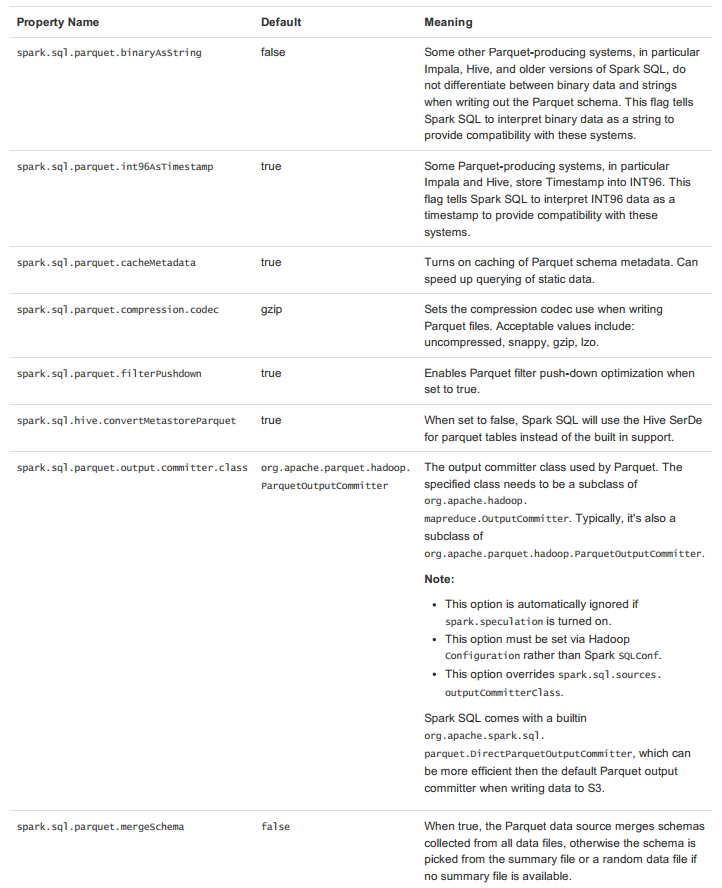 Property Name Default Meaning
spark.sql.parquet.binaryAsString false Some other Parquet-producing systems, in particular
Impala, Hive, and older versions of Spark SQL, do
not differentiate between binary data and strings
when writing out the Parquet schema. This flag tells
Spark SQL to interpret binary data as a string to
provide compatibility with these systems.
spark.sql.parquet.int96AsTimestamp true Some Parquet-producing systems, in particular
Impala and Hive, store Timestamp into INT96. This
flag tells Spark SQL to interpret INT96 data as a
timestamp to provide compatibility with these
systems.
spark.sql.parquet.cacheMetadata true Turns on caching of Parquet schema metadata. Can
speed up querying of static data.
spark.sql.parquet.compression.codec gzip Sets the compression codec use when writing
Parquet files. Acceptable values include:
uncompressed, snappy, gzip, lzo.
spark.sql.parquet.filterPushdown true Enables Parquet filter push-down optimization when
set to true.
spark.sql.hive.convertMetastoreParquet true When set to false, Spark SQL will use the Hive SerDe
for parquet tables instead of the built in support.
spark.sql.parquet.output.committer.class org.apache.parquet.hadoop. The output committer class used by Parquet. The
ParquetOutputCommitter specified class needs to be a subclass of
org.apache.hadoop.
mapreduce.OutputCommitter. Typically, it's also a
subclass of
org.apache.parquet.hadoop.ParquetOutputCommitter.
Note:
• This option is automatically ignored if
spark.speculation is turned on.
• This option must be set via Hadoop
Configuration rather than Spark SQLConf.
• This option overrides spark.sql.sources.
outputCommitterClass.
Spark SQL comes with a builtin
org.apache.spark.sql.
parquet.DirectParquetOutputCommitter, which can
be more efficient then the default Parquet output
committer when writing data to S3.
spark.sql.parquet.mergeSchema false When true, the Parquet data source merges schemas
collected from all data files, otherwise the schema is
picked from the summary file or a random data file if
no summary file is available.